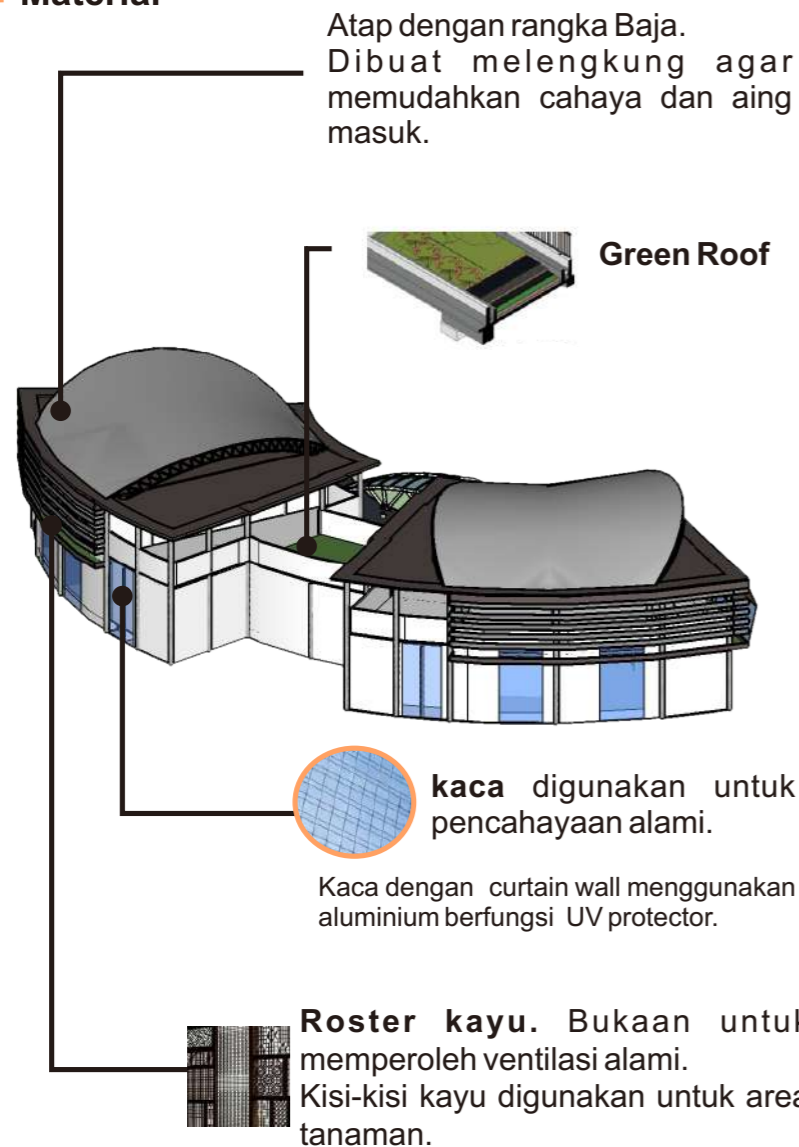 Material
Atap dengan rangka Baja.
Dibuat melengkung agar
memudahkan cahaya dan aing
masuk.
Green Roof
kaca digunakan untuk
pencahayaan alami.
Kaca dengan curtain wall menggunakan
aluminium berfungsi UV protector.
Roster kayu. Bukaan untuk
memperoleh ventilasi alami.
Kisi-kisi kayu digunakan untuk area
tanaman.